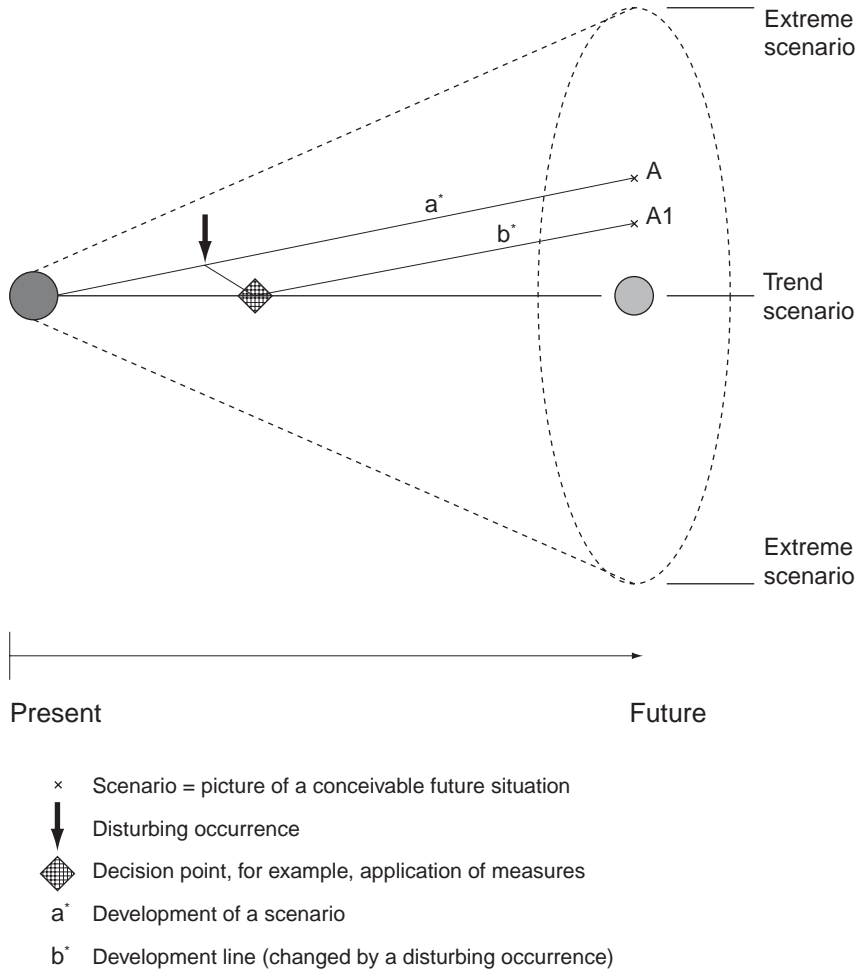 Extreme
scenario
A
a*
A1
b*
Trend
scenario
Extreme
scenario
Present
Future
× Scenario = picture of a conceivable future situation
Disturbing occurrence
Decision point, for example, application of measures
a* Development of a scenario
b* Development line (changed by a disturbing occurrence)